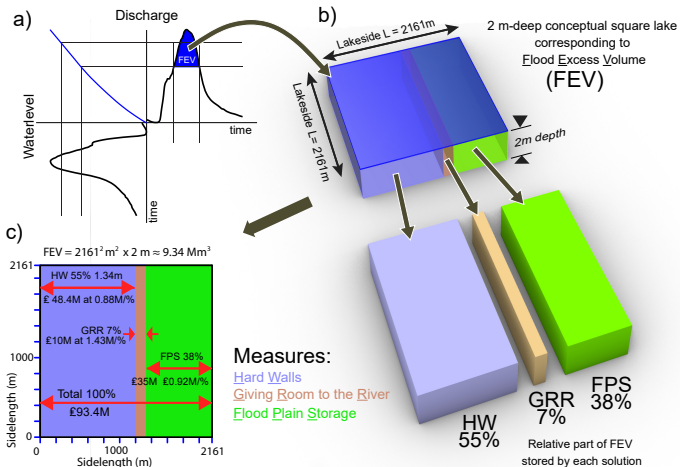 a)
Discharge
FEV
time
Waterlevel
time
b)
Lakeside L = 2161m
Lakeside L= 2161m
2m depth
2 m-deep conceptual square lake
corresponding to
Flood Excess Volume
(FEV)
c)
FEV = 2161² m² x 2 m ≈ 9.34 Mm³
2161
HW 55% 1.34m
£ 48.4M at 0.88M/%
GRR 7%
£10M at 1.43M/%
FPS 38%
£35M £0.92M/%
Total 100%
£93.4M
1000
0
Sidelength (m)
0
1000
2161
Sidelength (m)
Measures:
Hard Walls
Giving Room to the River
Flood Plain Storage
HW
55%
GRR
7%
FPS
38%
Relative part of FEV
stored by each solution